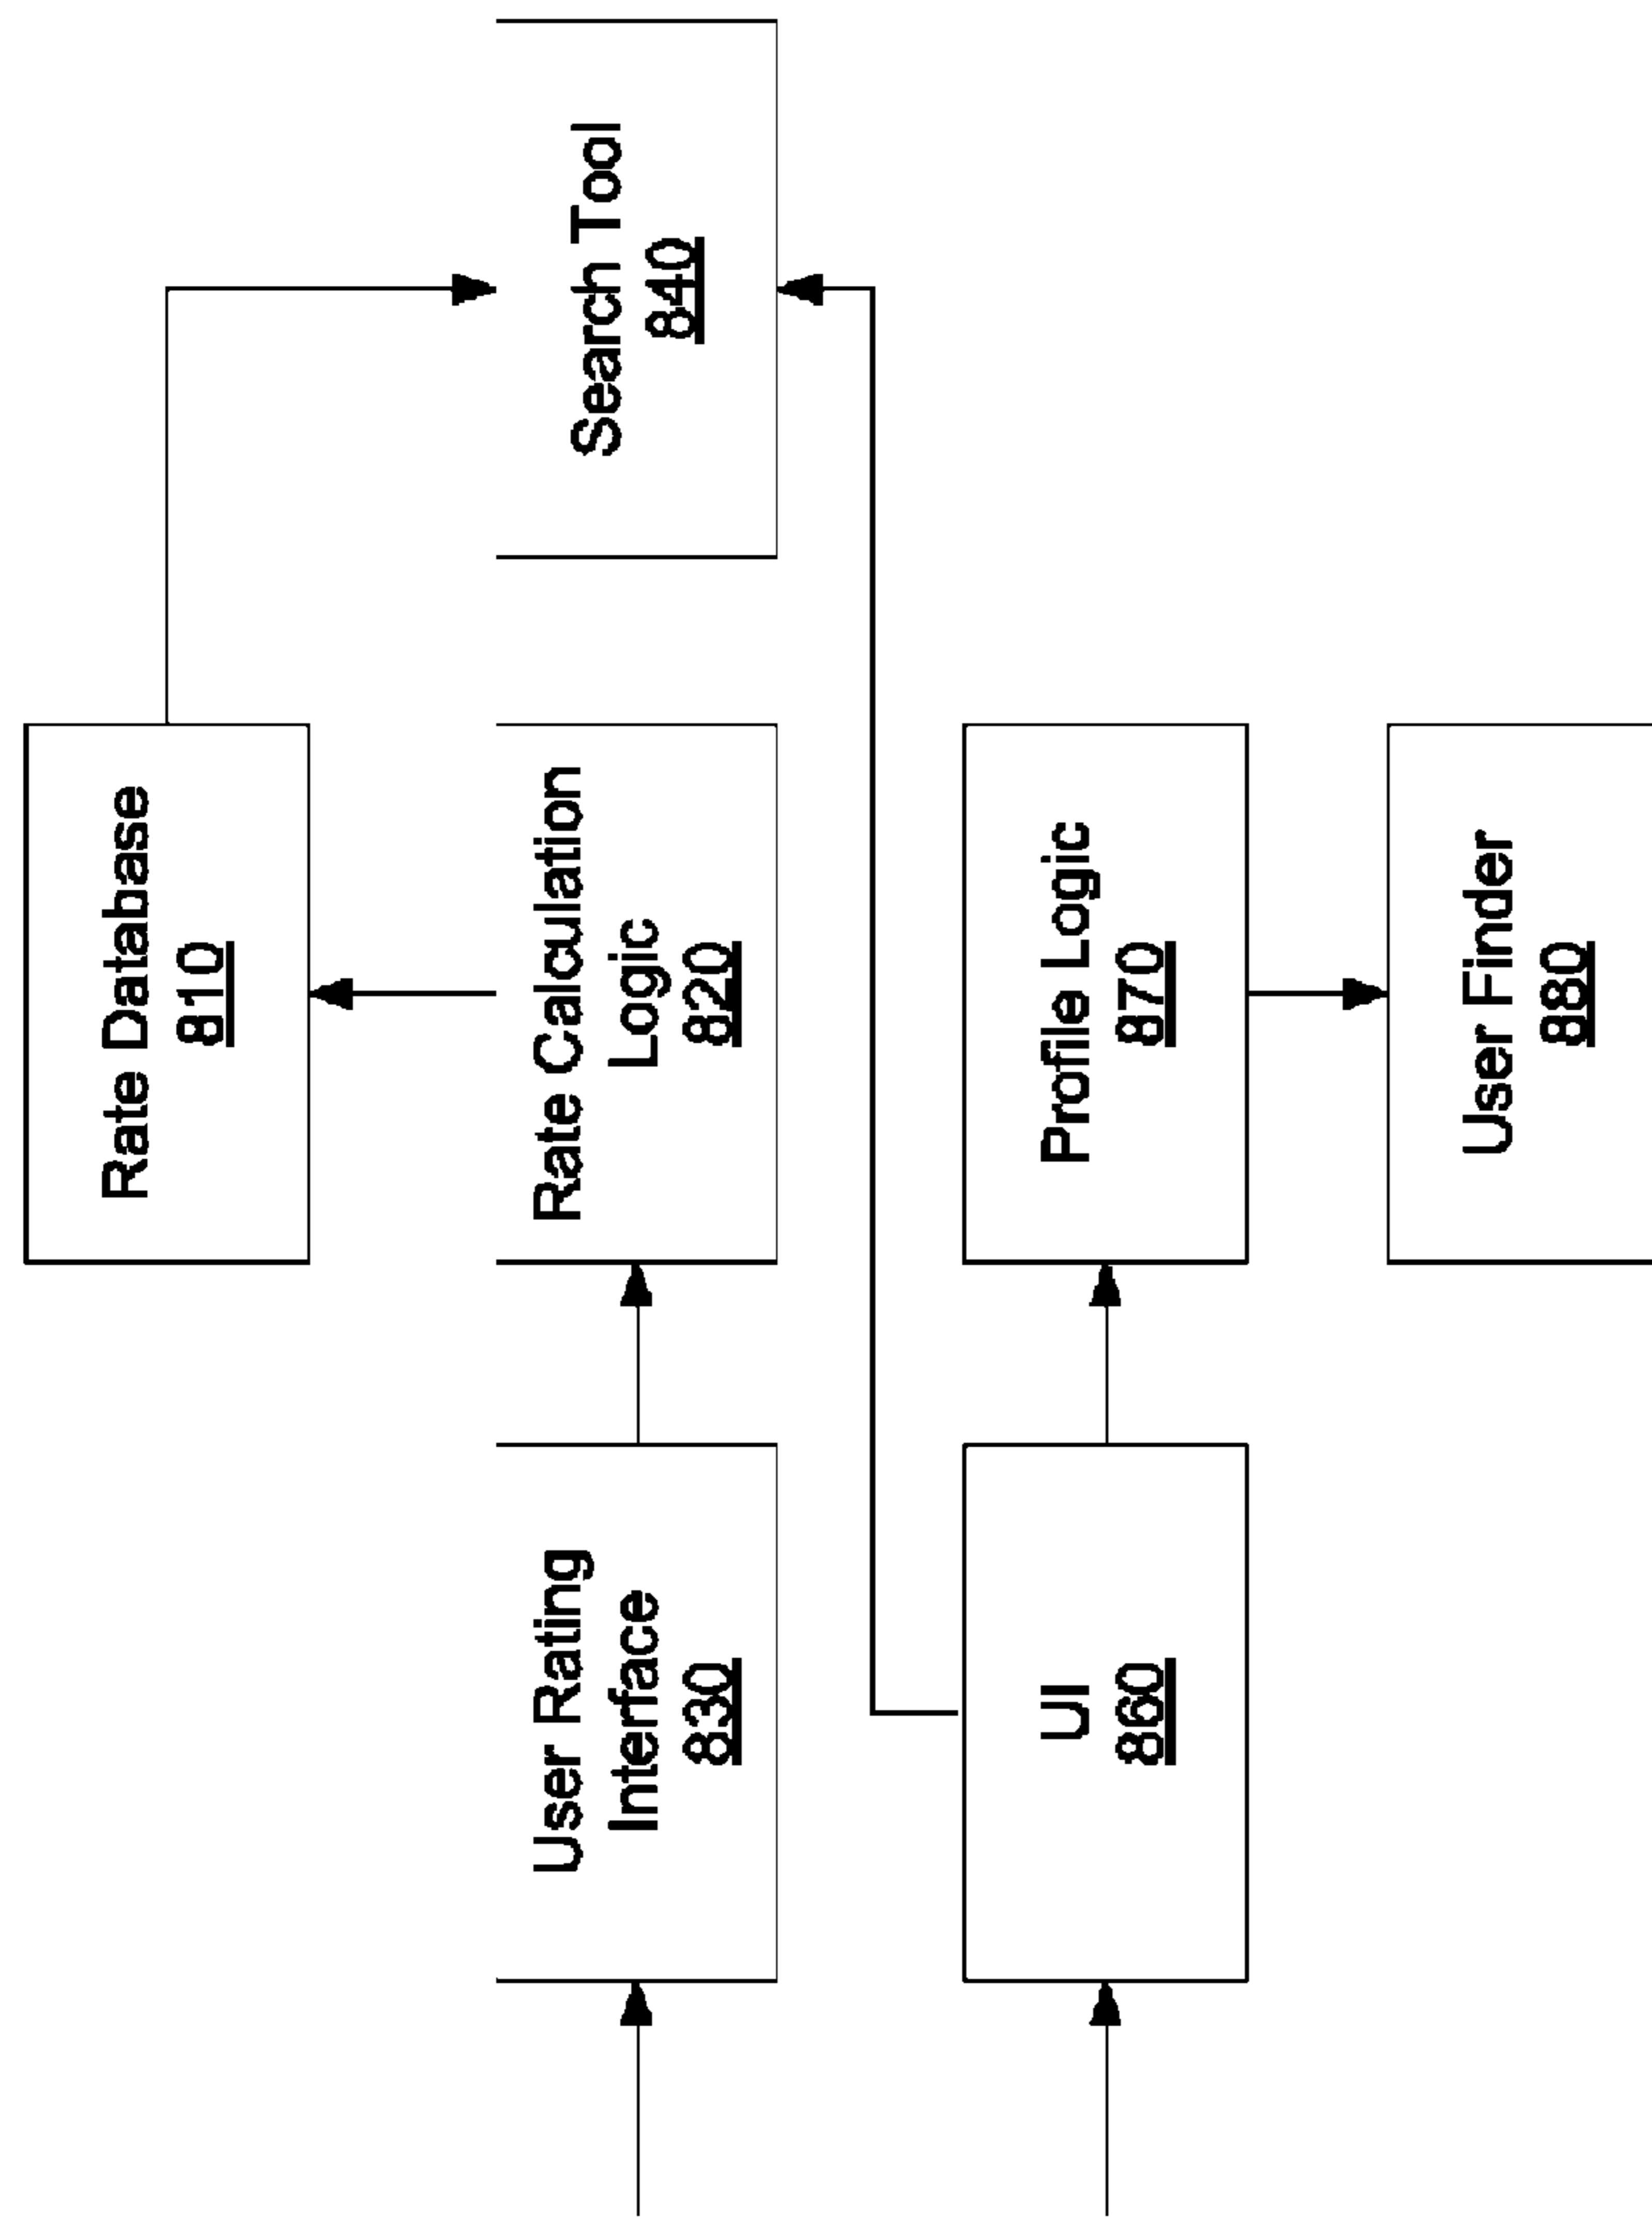 Rate Database
810
User Rating
Interface
830
Rate Calculation
Logic
820
Search Tool
840
UI
860
Profile Logic
870
User Finder
880